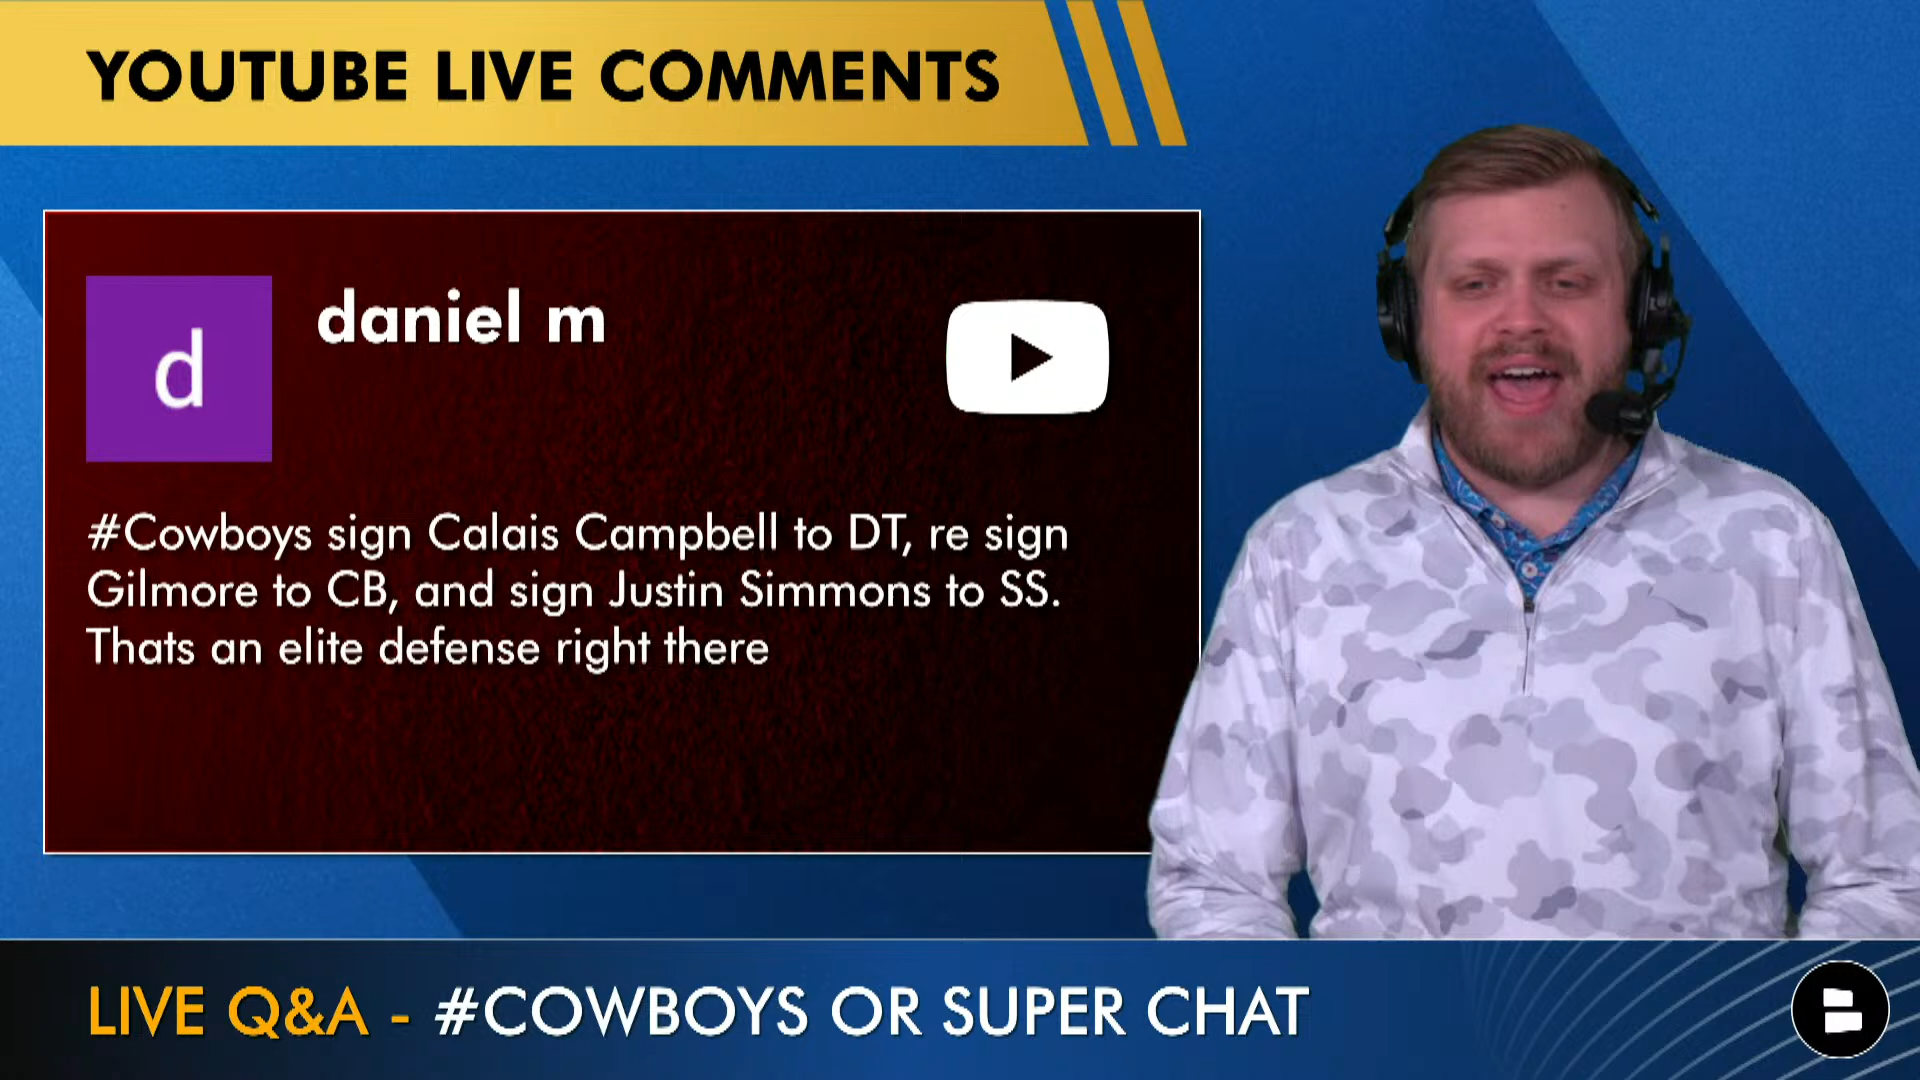 YOUTUBE LIVE COMMENTS
d
daniel m
#Cowboys sign Calais Campbell to DT, re sign
Gilmore to CB, and sign Justin Simmons to SS.
Thats an elite defense right there
LIVE Q&A - #COWBOYS OR SUPER CHAT